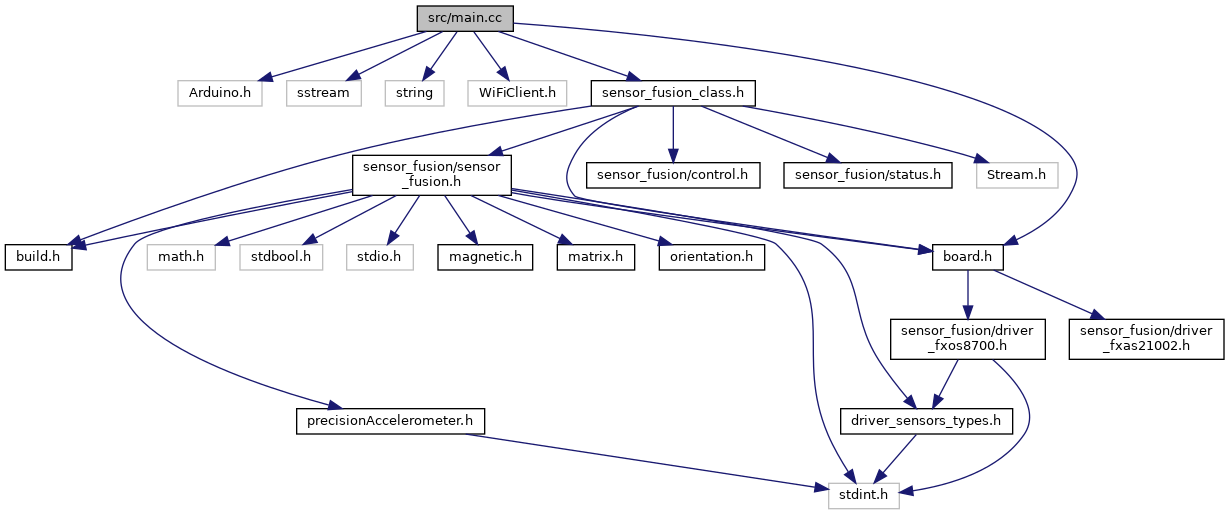 src/main.cc
Arduino.h
sstream
string
WiFiClient.h
sensor_fusion_class.h
sensor_fusion/sensor
_fusion.h
sensor_fusion/control.h
sensor_fusion/status.h
Stream.h
build.h
math.h
stdbool.h
stdio.h
magnetic.h
matrix.h
orientation.h
board.h
sensor_fusion/driver
_fxos8700.h
sensor_fusion/driver
_fxas21002.h
precisionAccelerometer.h
driver_sensors_types.h
stdint.h